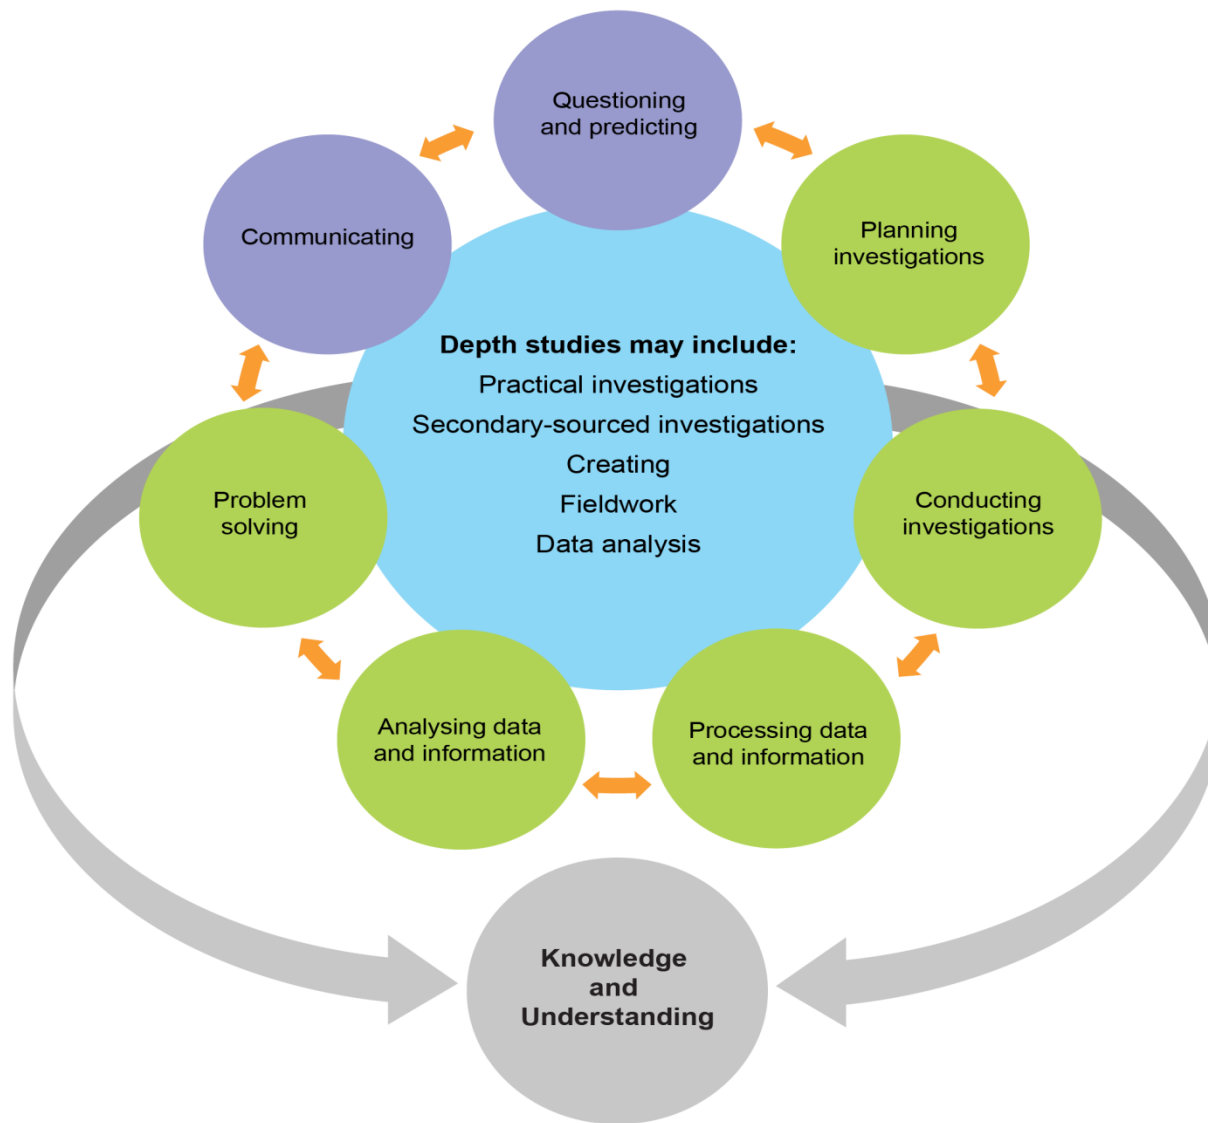 Questioning
and predicting
Communicating
Planning
investigations
Depth studies may include:
Practical investigations
Secondary-sourced investigations
Creating
Fieldwork
Data analysis
Problem
solving
Conducting
investigations
Analysing data
and information
Processing data
and information
Knowledge
and
Understanding